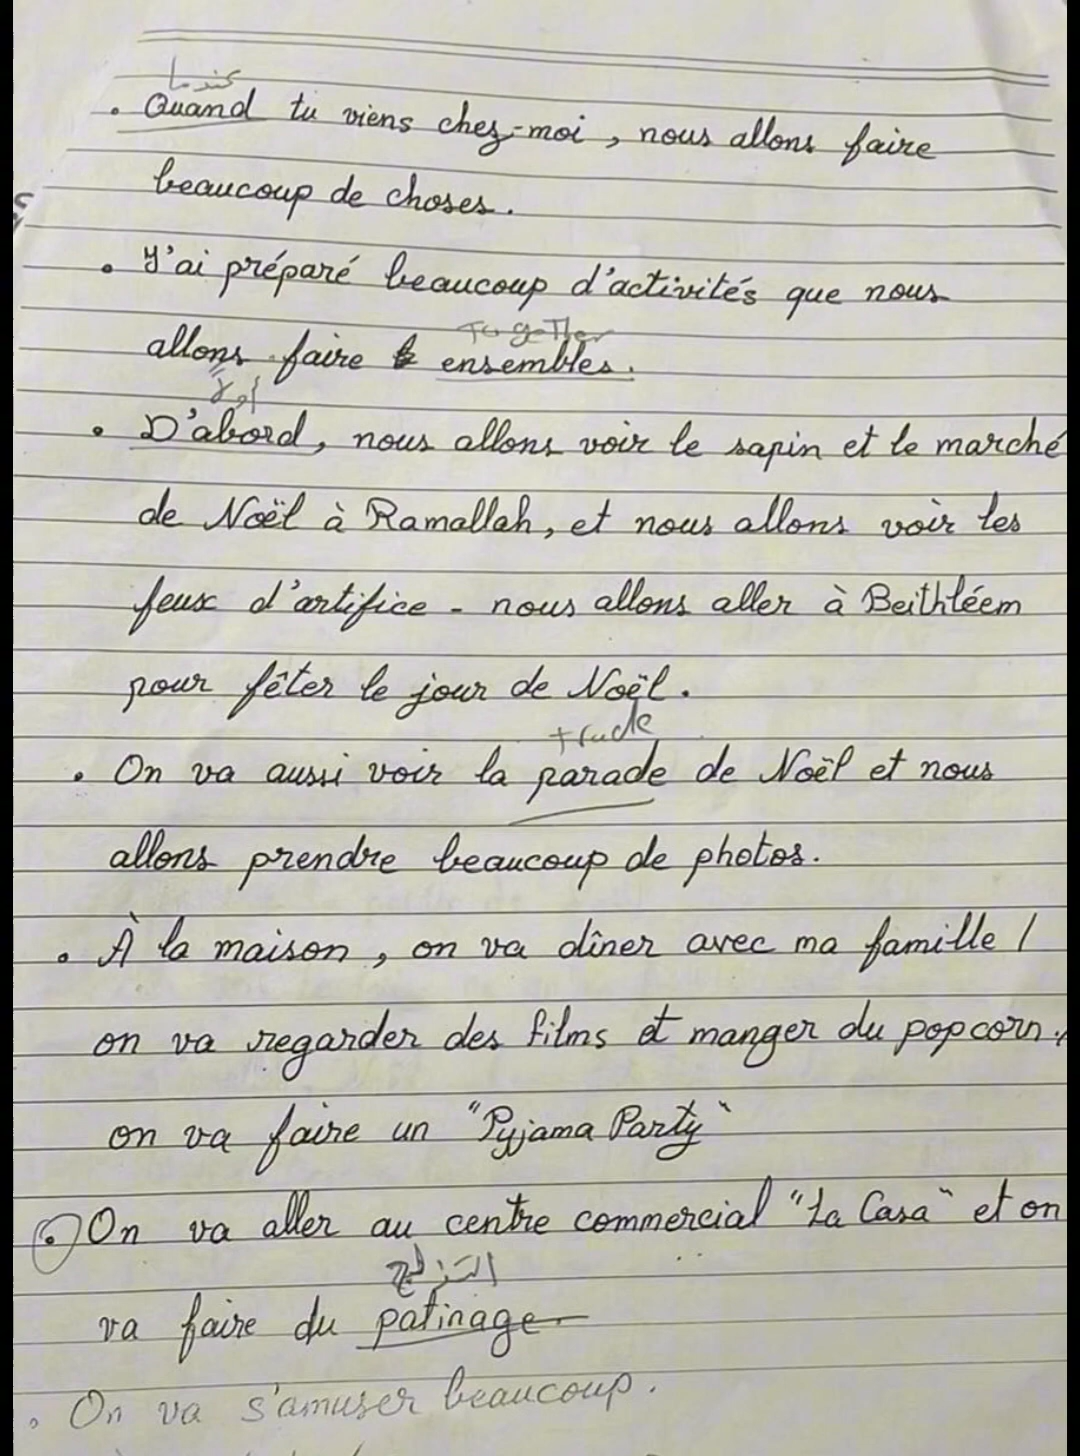 عندما
• Quand tu viens chez-moi, nous allons faire
beaucoup de choses.
• J'ai préparé beaucoup d'activités que nous
together
allons faire ensembles.
أولاً
• D'abord, nous allons voir le sapin et le marché
de Noël à Ramallah, et nous allons voir les
feux d'artifice - nous allons aller à Beithléem
pour fêter le jour de Noël.
truck
• On va aussi voir la parade de Noël et nous
allons prendre beaucoup de photos.
• À la maison, on va dîner avec ma famille /
on va regarder des films et manger du popcorn. /
on va faire un "Pyjama Party"
• On va aller au centre commercial "La Casa" et on
التزلج
va faire du patinage.
• On va s'amuser beaucoup.